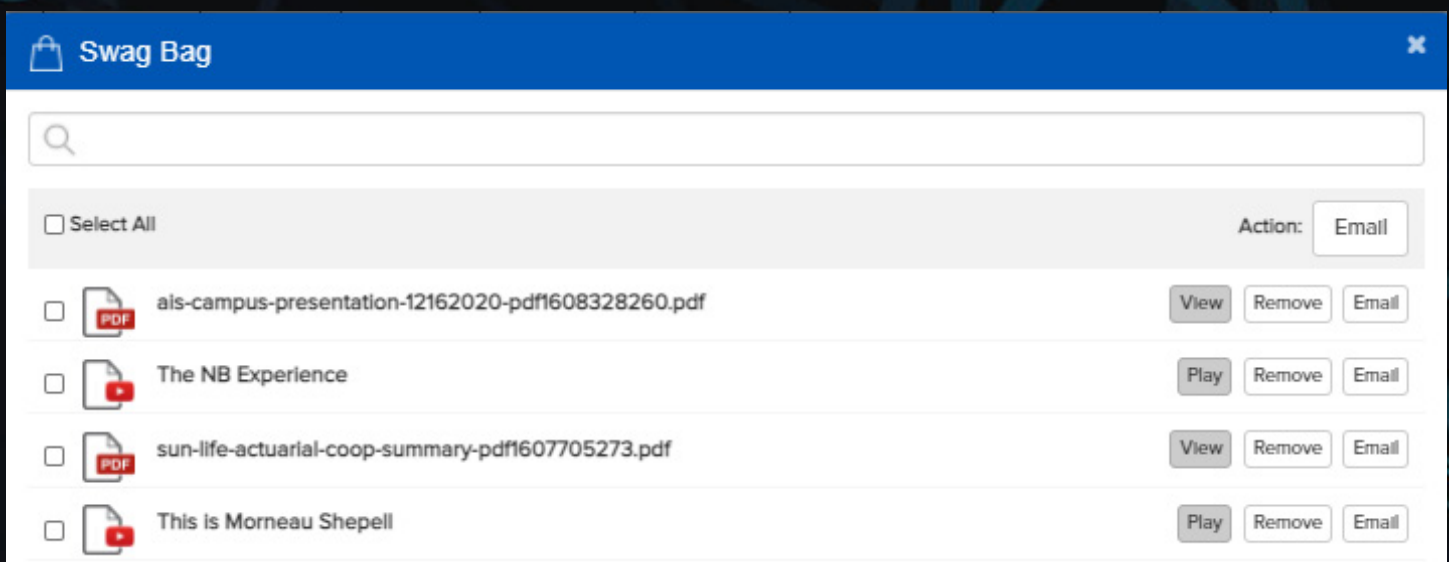 Swag Bag
Select All Action: Email
PDF ais-campus-presentation-12162020-pdf1608328260.pdf View Remove Email
The NB Experience Play Remove Email
PDF sun-life-actuarial-coop-summary-pdf1607705273.pdf View Remove Email
This is Morneau Shepell Play Remove Email